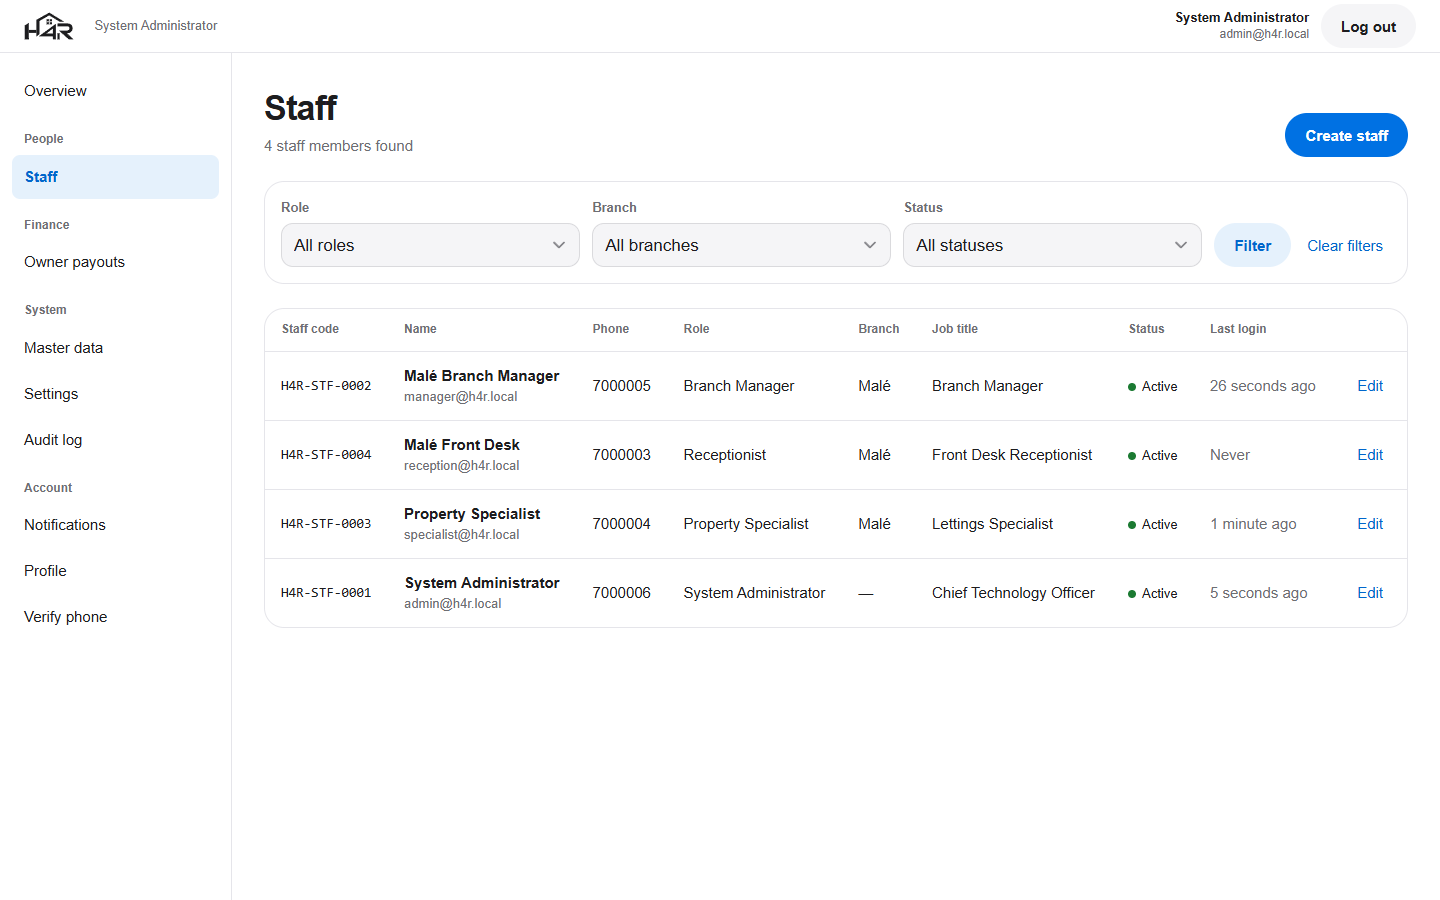 H4R System Administrator
System Administrator
admin@h4r.local
Log out
Overview
People
Staff
Finance
Owner payouts
System
Master data
Settings
Audit log
Account
Notifications
Profile
Verify phone
Staff
4 staff members found
Create staff
Role Branch Status
All roles All branches All statuses Filter Clear filters
Staff code Name Phone Role Branch Job title Status Last login
H4R-STF-0002 Malé Branch Manager 7000005 Branch Manager Malé Branch Manager Active 26 seconds ago Edit
manager@h4r.local
H4R-STF-0004 Malé Front Desk 7000003 Receptionist Malé Front Desk Receptionist Active Never Edit
reception@h4r.local
H4R-STF-0003 Property Specialist 7000004 Property Specialist Malé Lettings Specialist Active 1 minute ago Edit
specialist@h4r.local
H4R-STF-0001 System Administrator 7000006 System Administrator — Chief Technology Officer Active 5 seconds ago Edit
admin@h4r.local